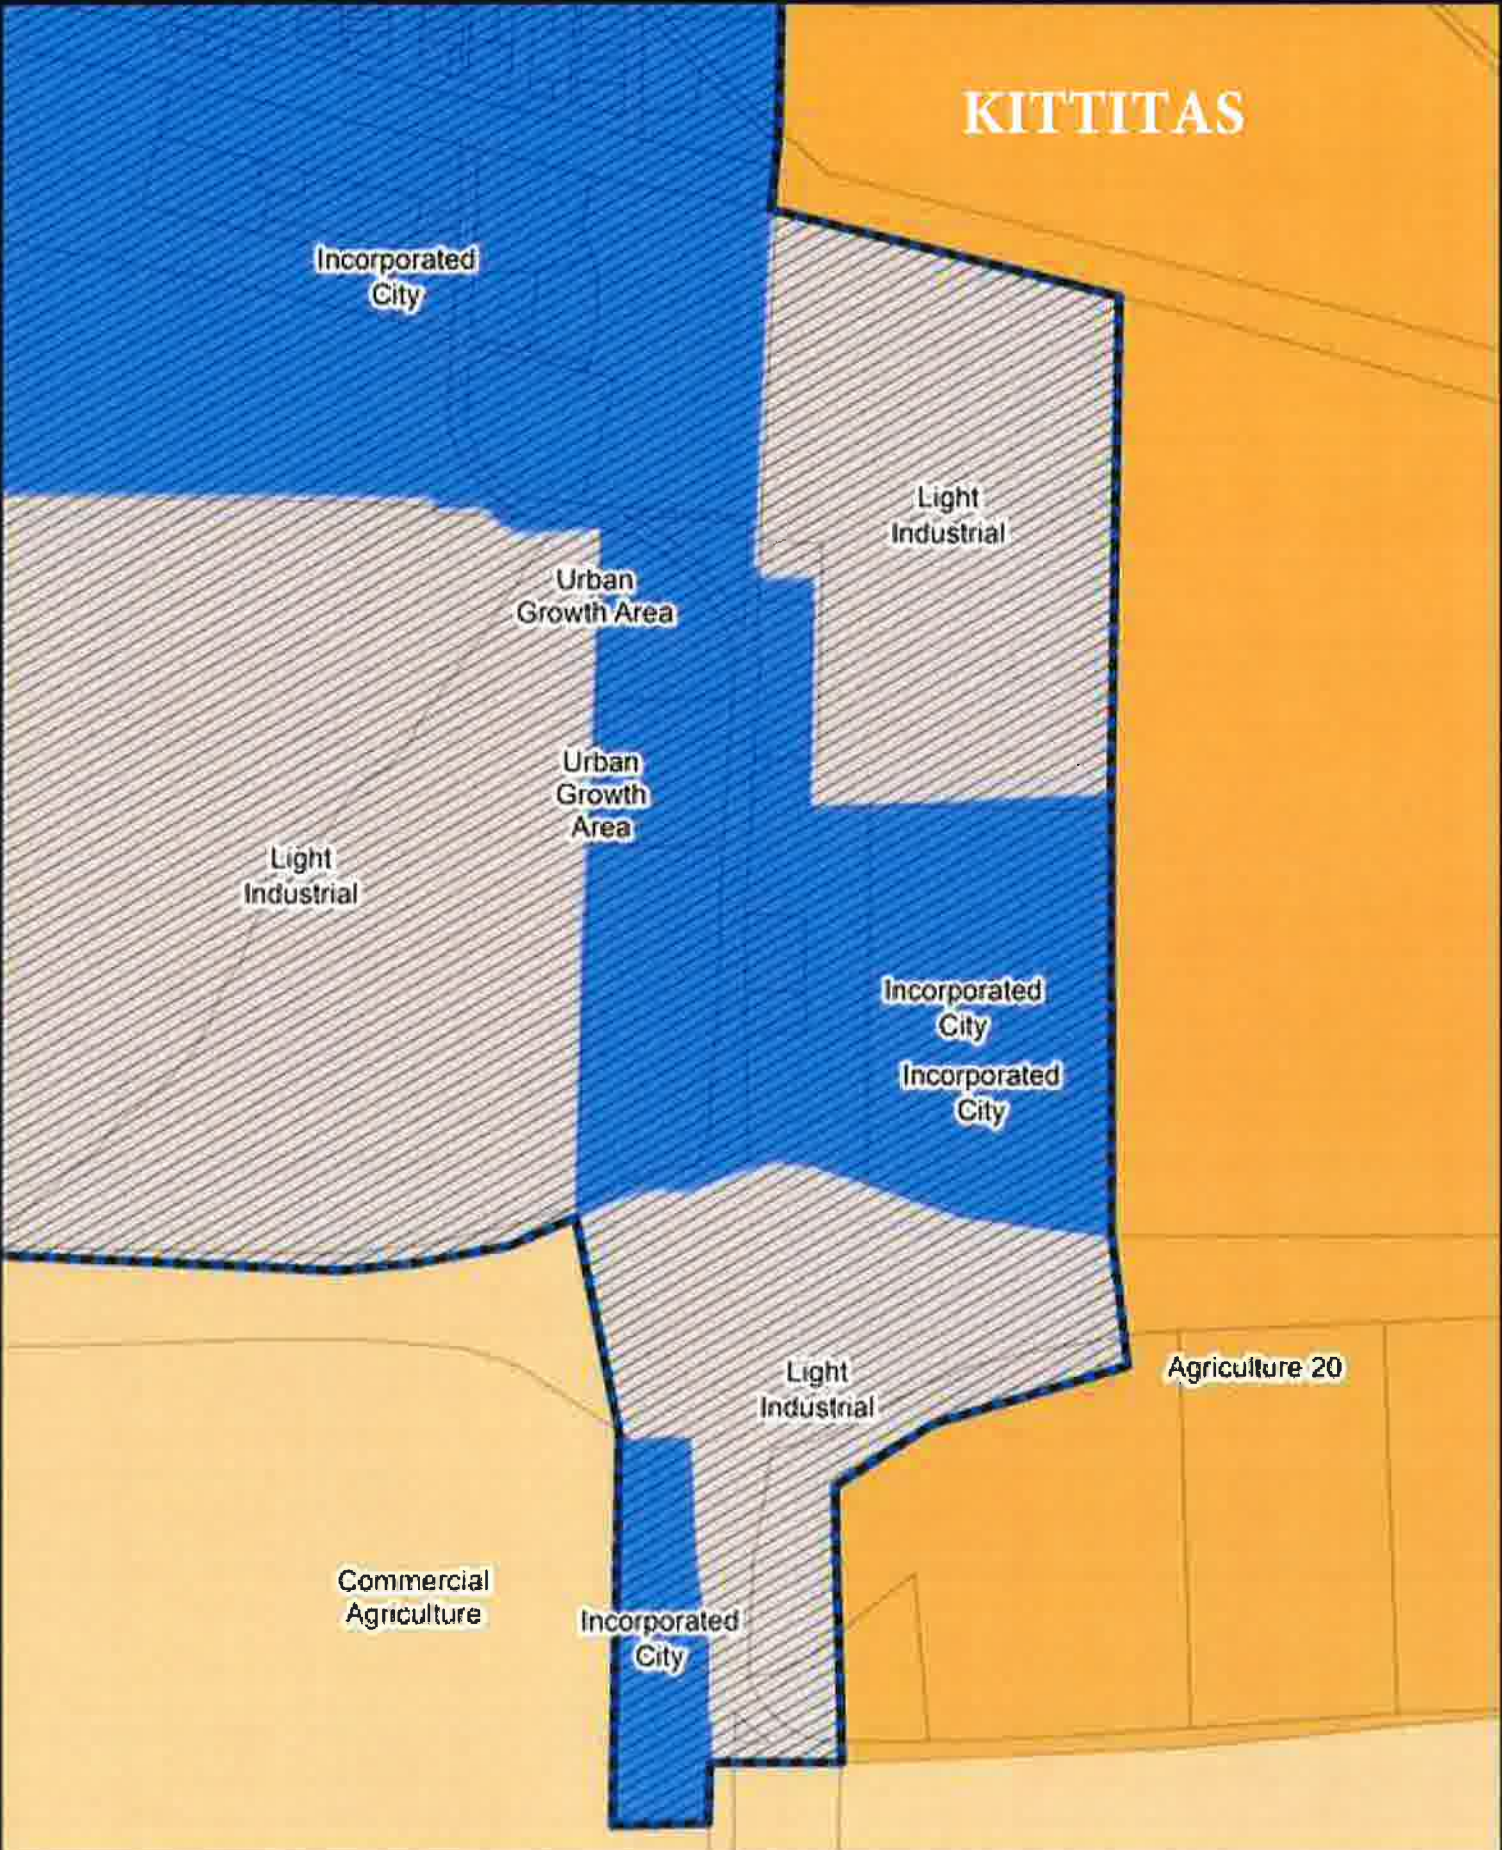 KITTITAS
Incorporated
City
Light
Industrial
Urban
Growth Area
Urban
Growth
Area
Light
Industrial
Incorporated
City
Incorporated
City
Light
Industrial
Agriculture 20
Commercial
Agriculture
Incorporated
City